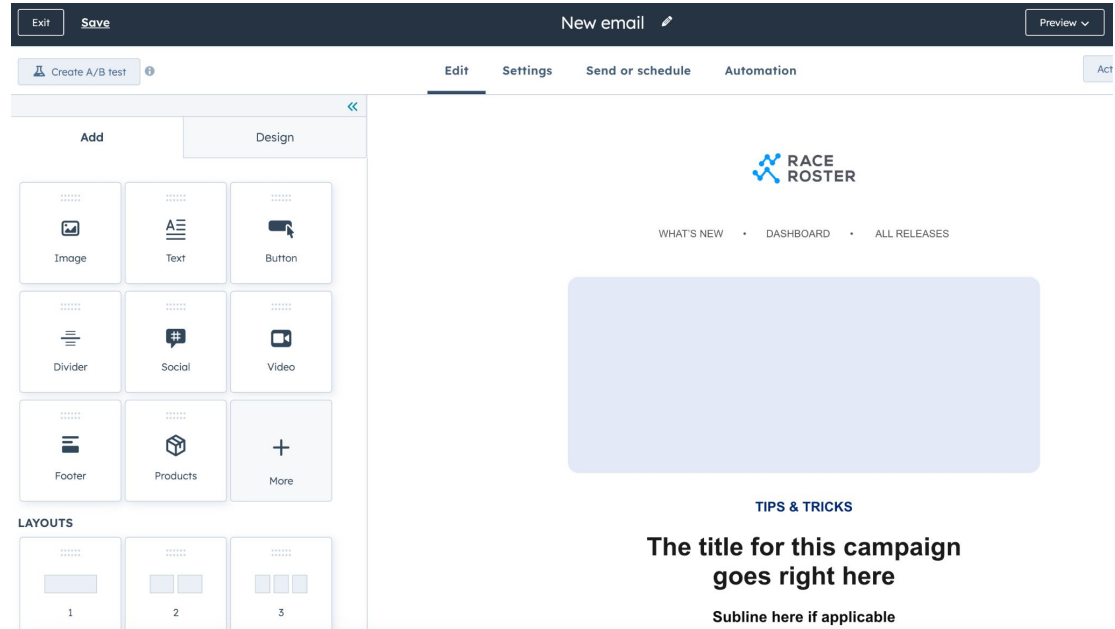 Exit Save New email Preview
Create A/B test Edit Settings Send or schedule Automation Act
Add Design
Image Text Button
Divider Social Video
Footer Products More
LAYOUTS
1 2 3
RACE
ROSTER
WHAT'S NEW • DASHBOARD • ALL RELEASES
TIPS & TRICKS
The title for this campaign
goes right here
Subline here if applicable